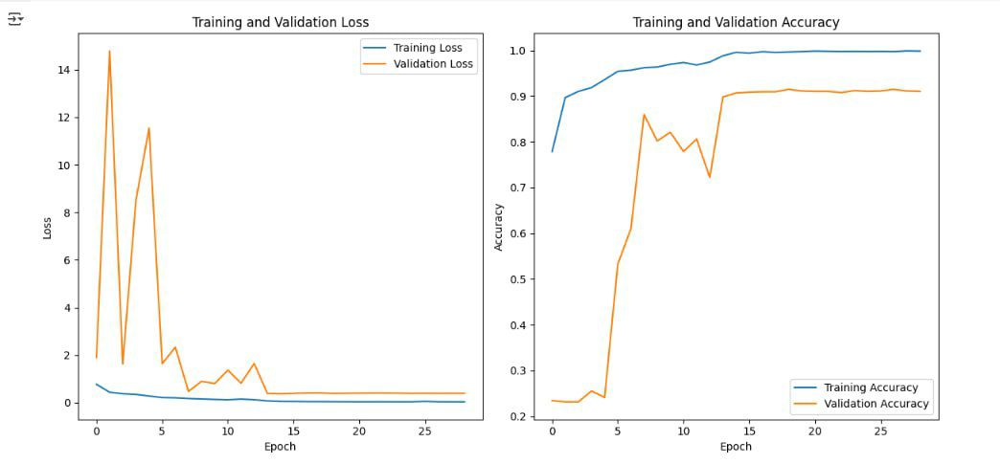 Training and Validation Loss
Training Loss
Validation Loss
14
12
10
8
6
4
2
0
Loss
0 5 10 15 20 25
Epoch
Training and Validation Accuracy
1.0
0.9
0.8
0.7
0.6
0.5
0.4
0.3
0.2
Accuracy
Training Accuracy
Validation Accuracy
0 5 10 15 20 25
Epoch